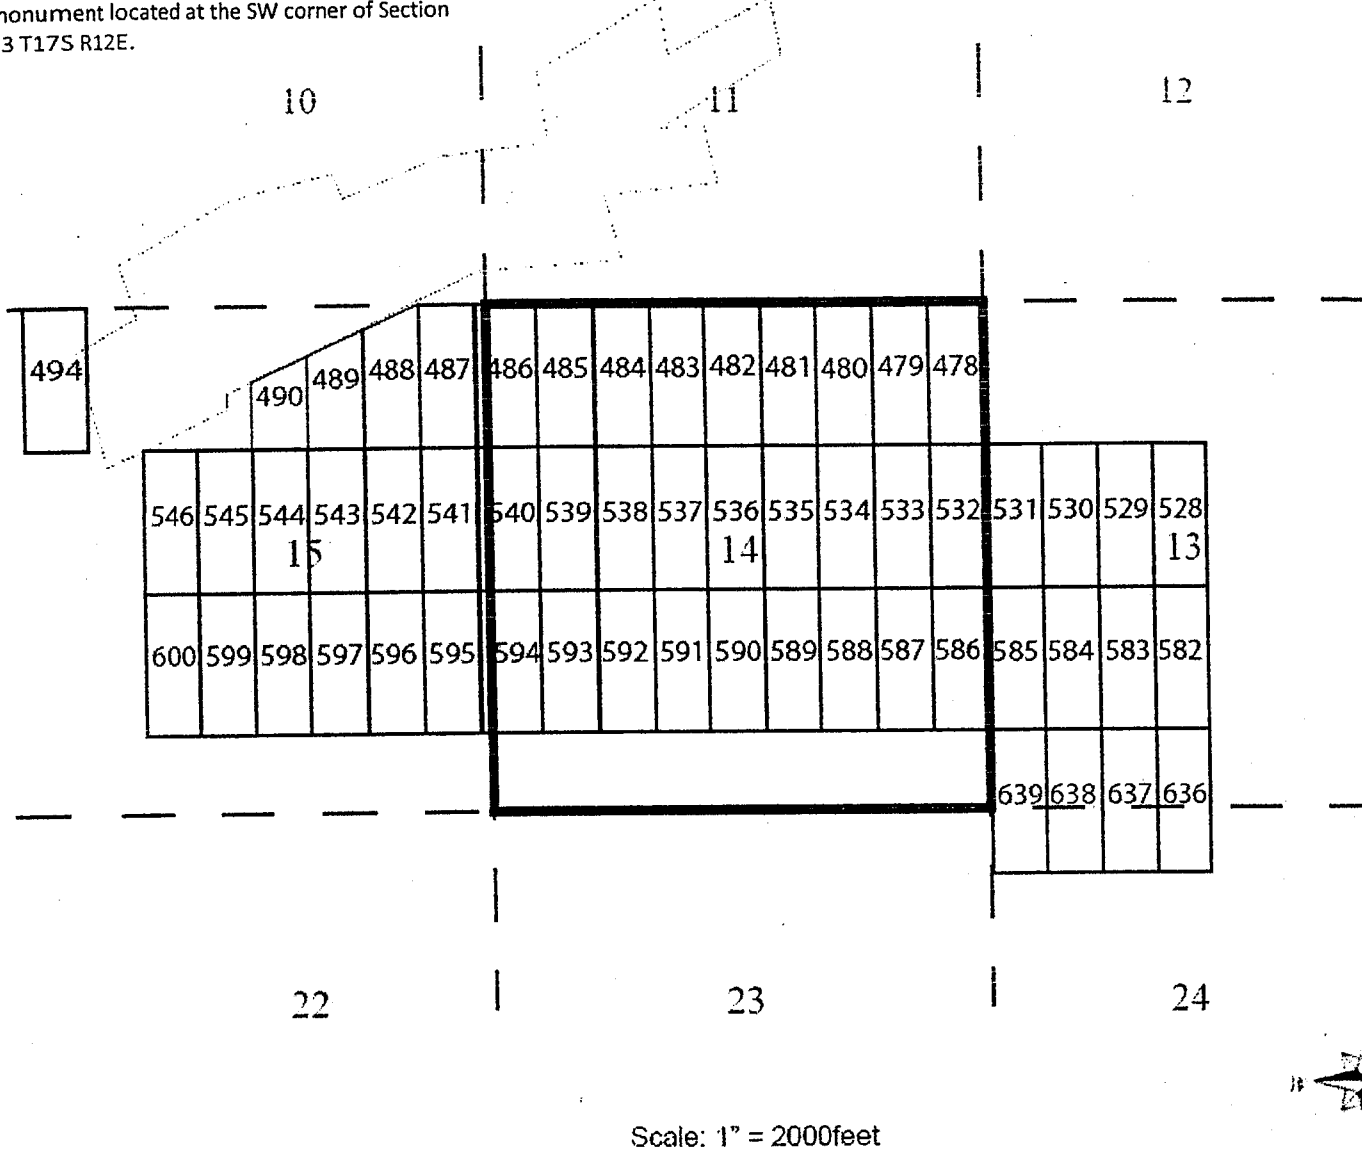 monument located at the SW corner of Section
3 T17S R12E.
10 11 12
494 490 489 488 487 486 485 484 483 482 481 480 479 478
546 545 544 543 542 541 540 539 538 537 536 535 534 533 532 531 530 529 528
15 14 13
600 599 598 597 596 595 594 593 592 591 590 589 588 587 586 585 584 583 582
639 638 637 636
22 23 24
Scale: 1" = 2000feet